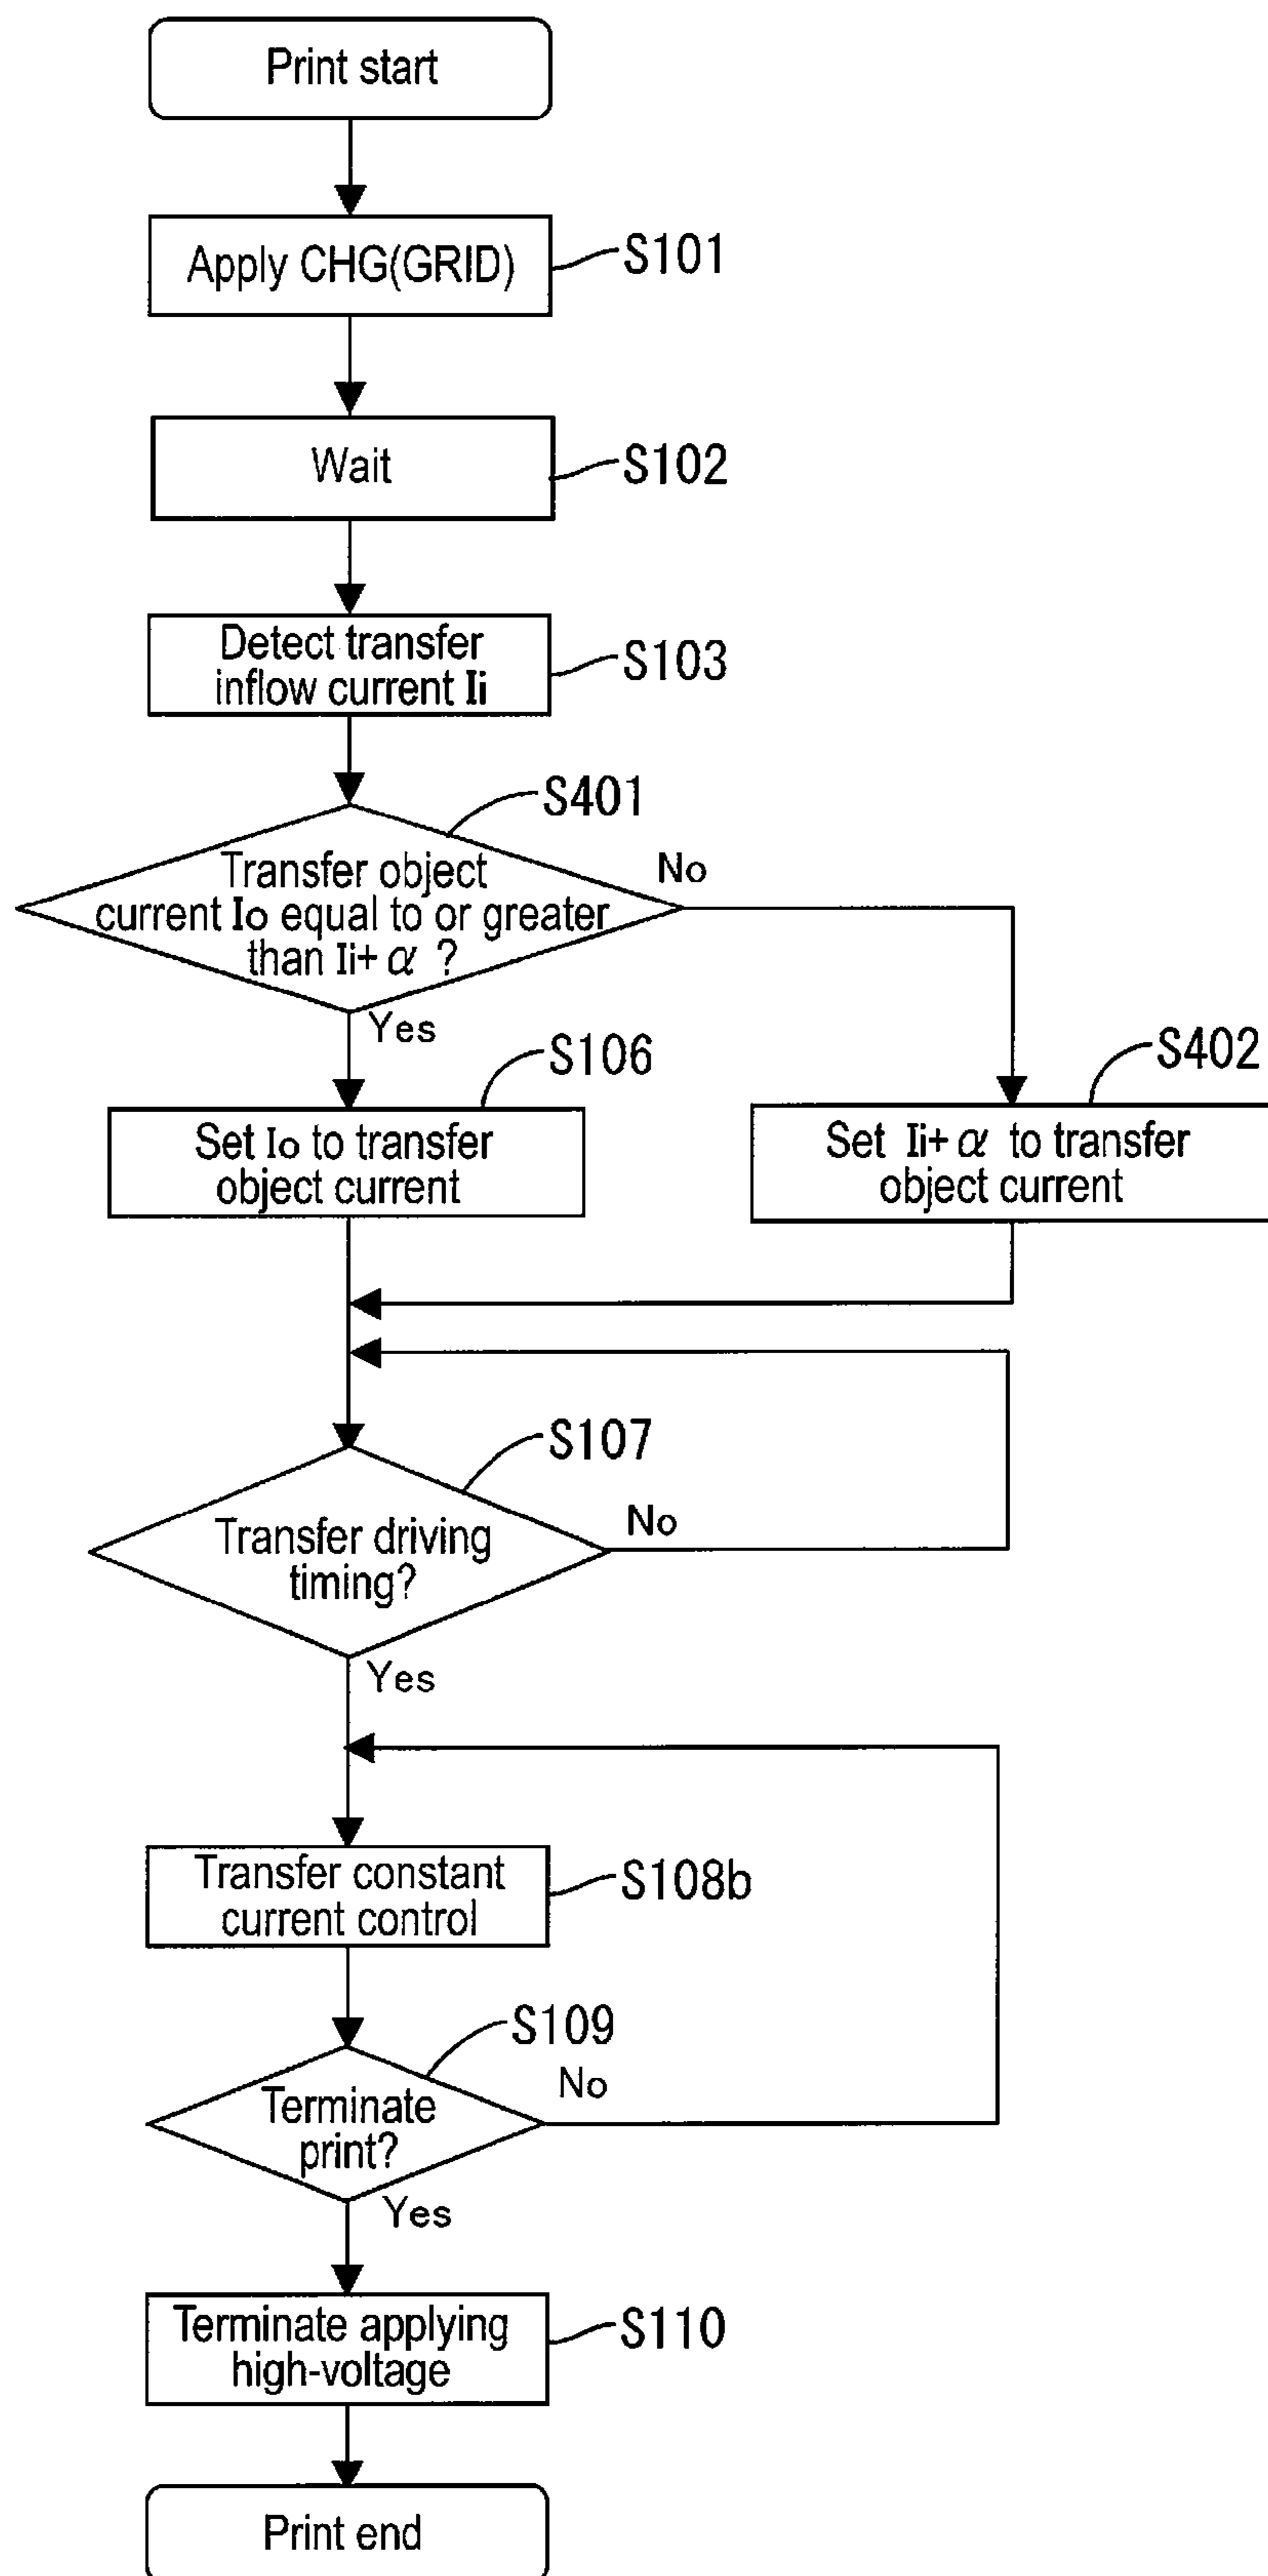 Print start
Apply CHG(GRID)
S101
Wait
S102
Detect transfer
inflow current Ii
S103
S401
Transfer object
current Io equal to or greater
than Ii+ α ?
No
Yes
S106
Set Io to transfer
object current
S402
Set Ii+ α to transfer
object current
S107
Transfer driving
timing?
No
Yes
Transfer constant
current control
S108b
S109
Terminate
print?
No
Yes
Terminate applying
high-voltage
S110
Print end